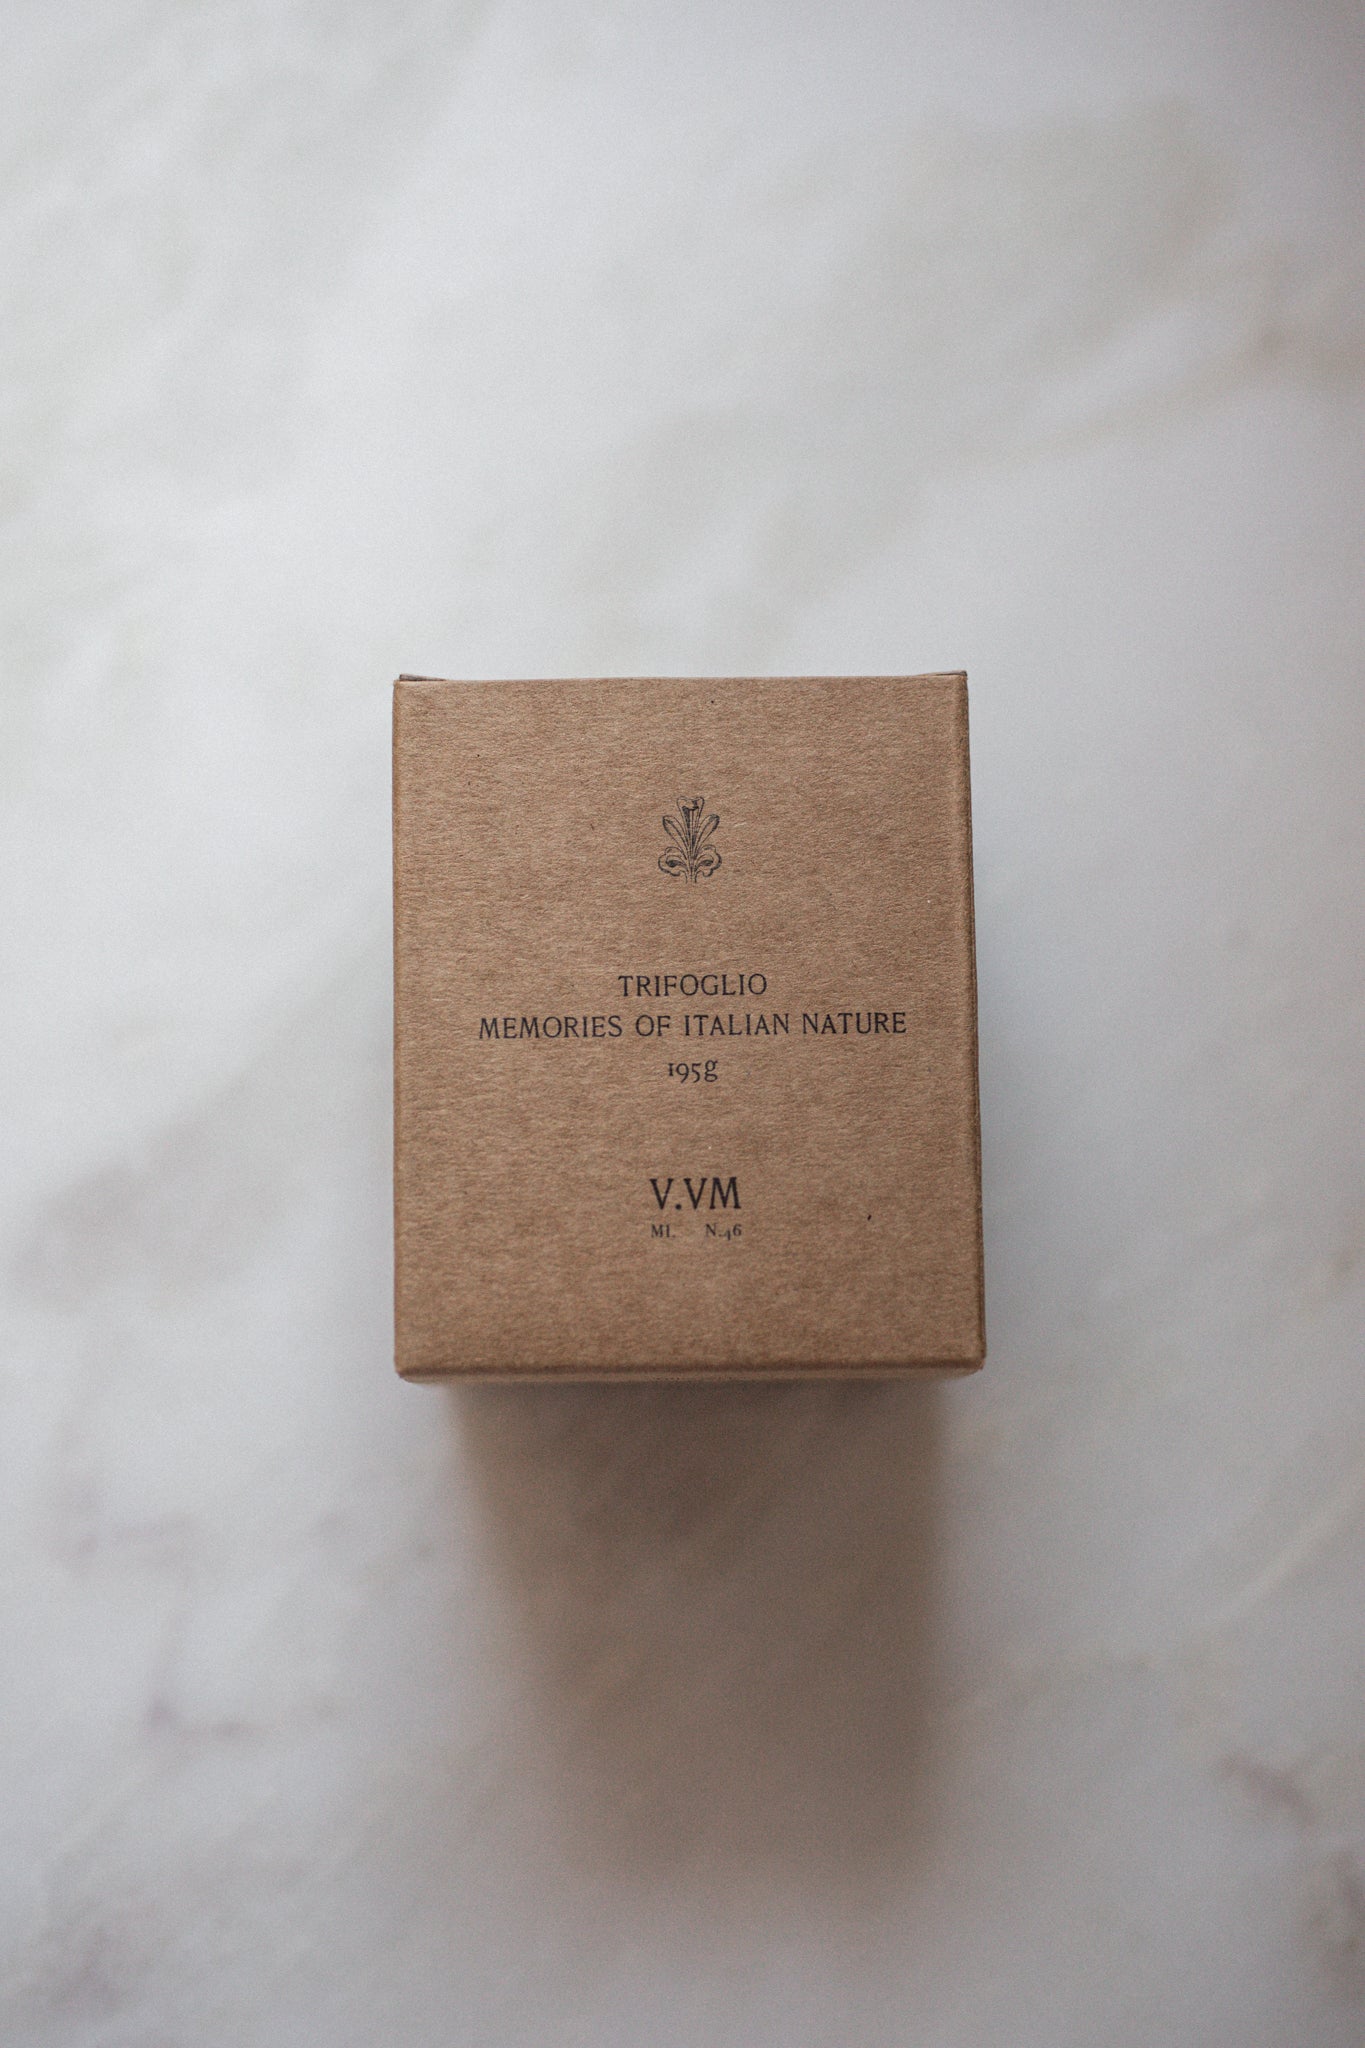 TRIFOGLIO
MEMORIES OF ITALIAN NATURE
195g
V.VM
MI. N.46